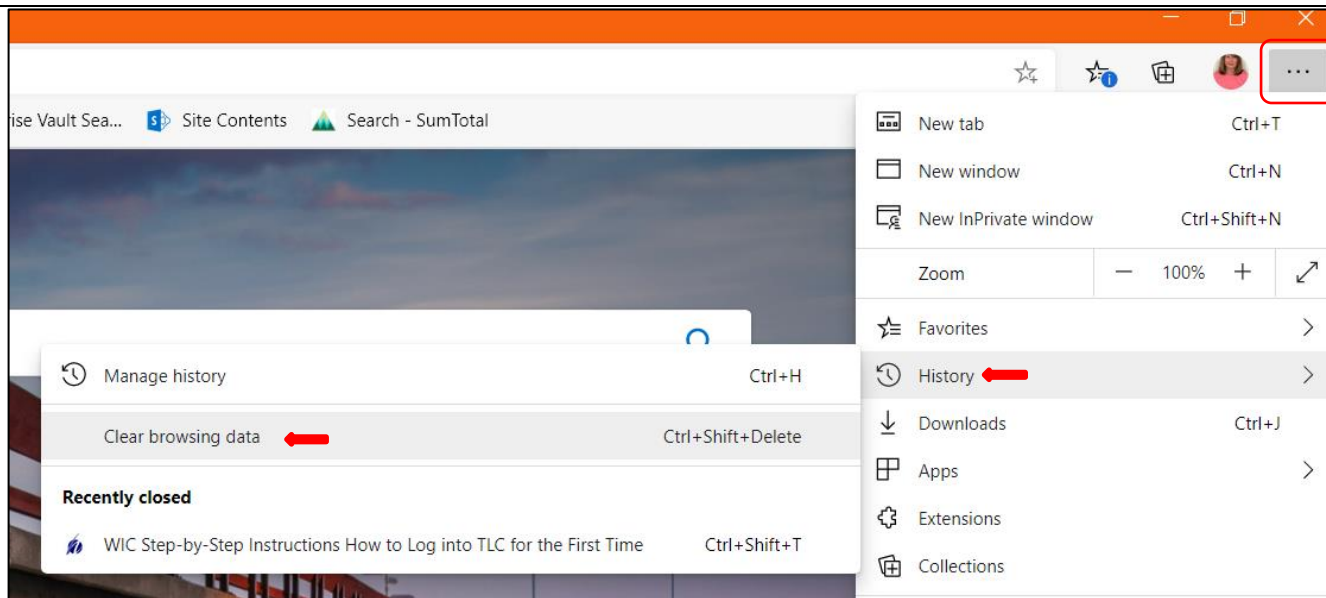 rise Vault Sea... Site Contents Search - SumTotal
New tab Ctrl+T
New window Ctrl+N
New InPrivate window Ctrl+Shift+N
Zoom — 100% +
Favorites
History
Downloads Ctrl+J
Apps
Extensions
Collections
Manage history Ctrl+H
Clear browsing data Ctrl+Shift+Delete
Recently closed
WIC Step-by-Step Instructions How to Log into TLC for the First Time Ctrl+Shift+T